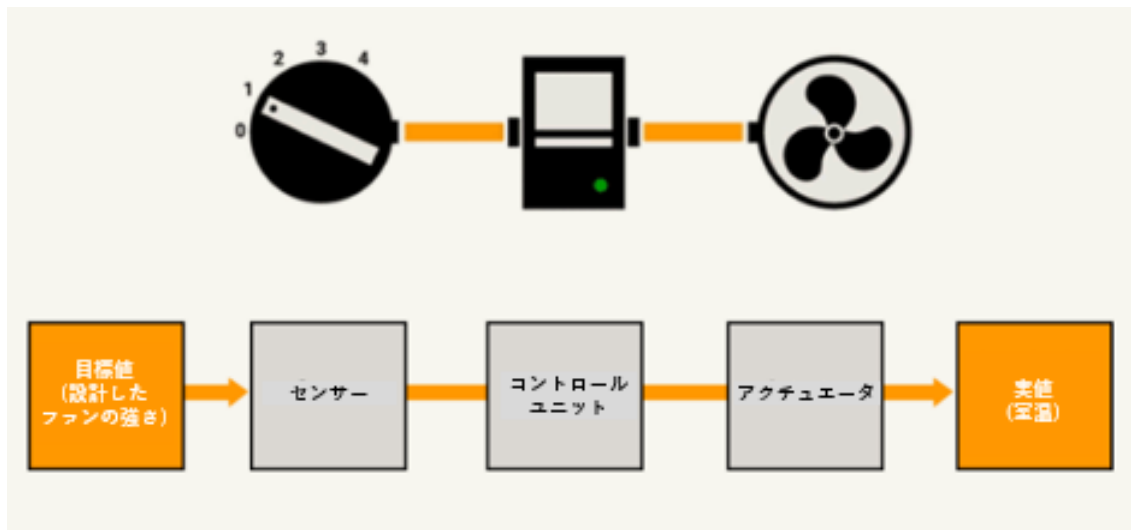 0
1
2
3
4
目標値
(設計した
ファンの強さ)
センサー
コントロール
ユニット
アクチュエータ
実値
(室温)